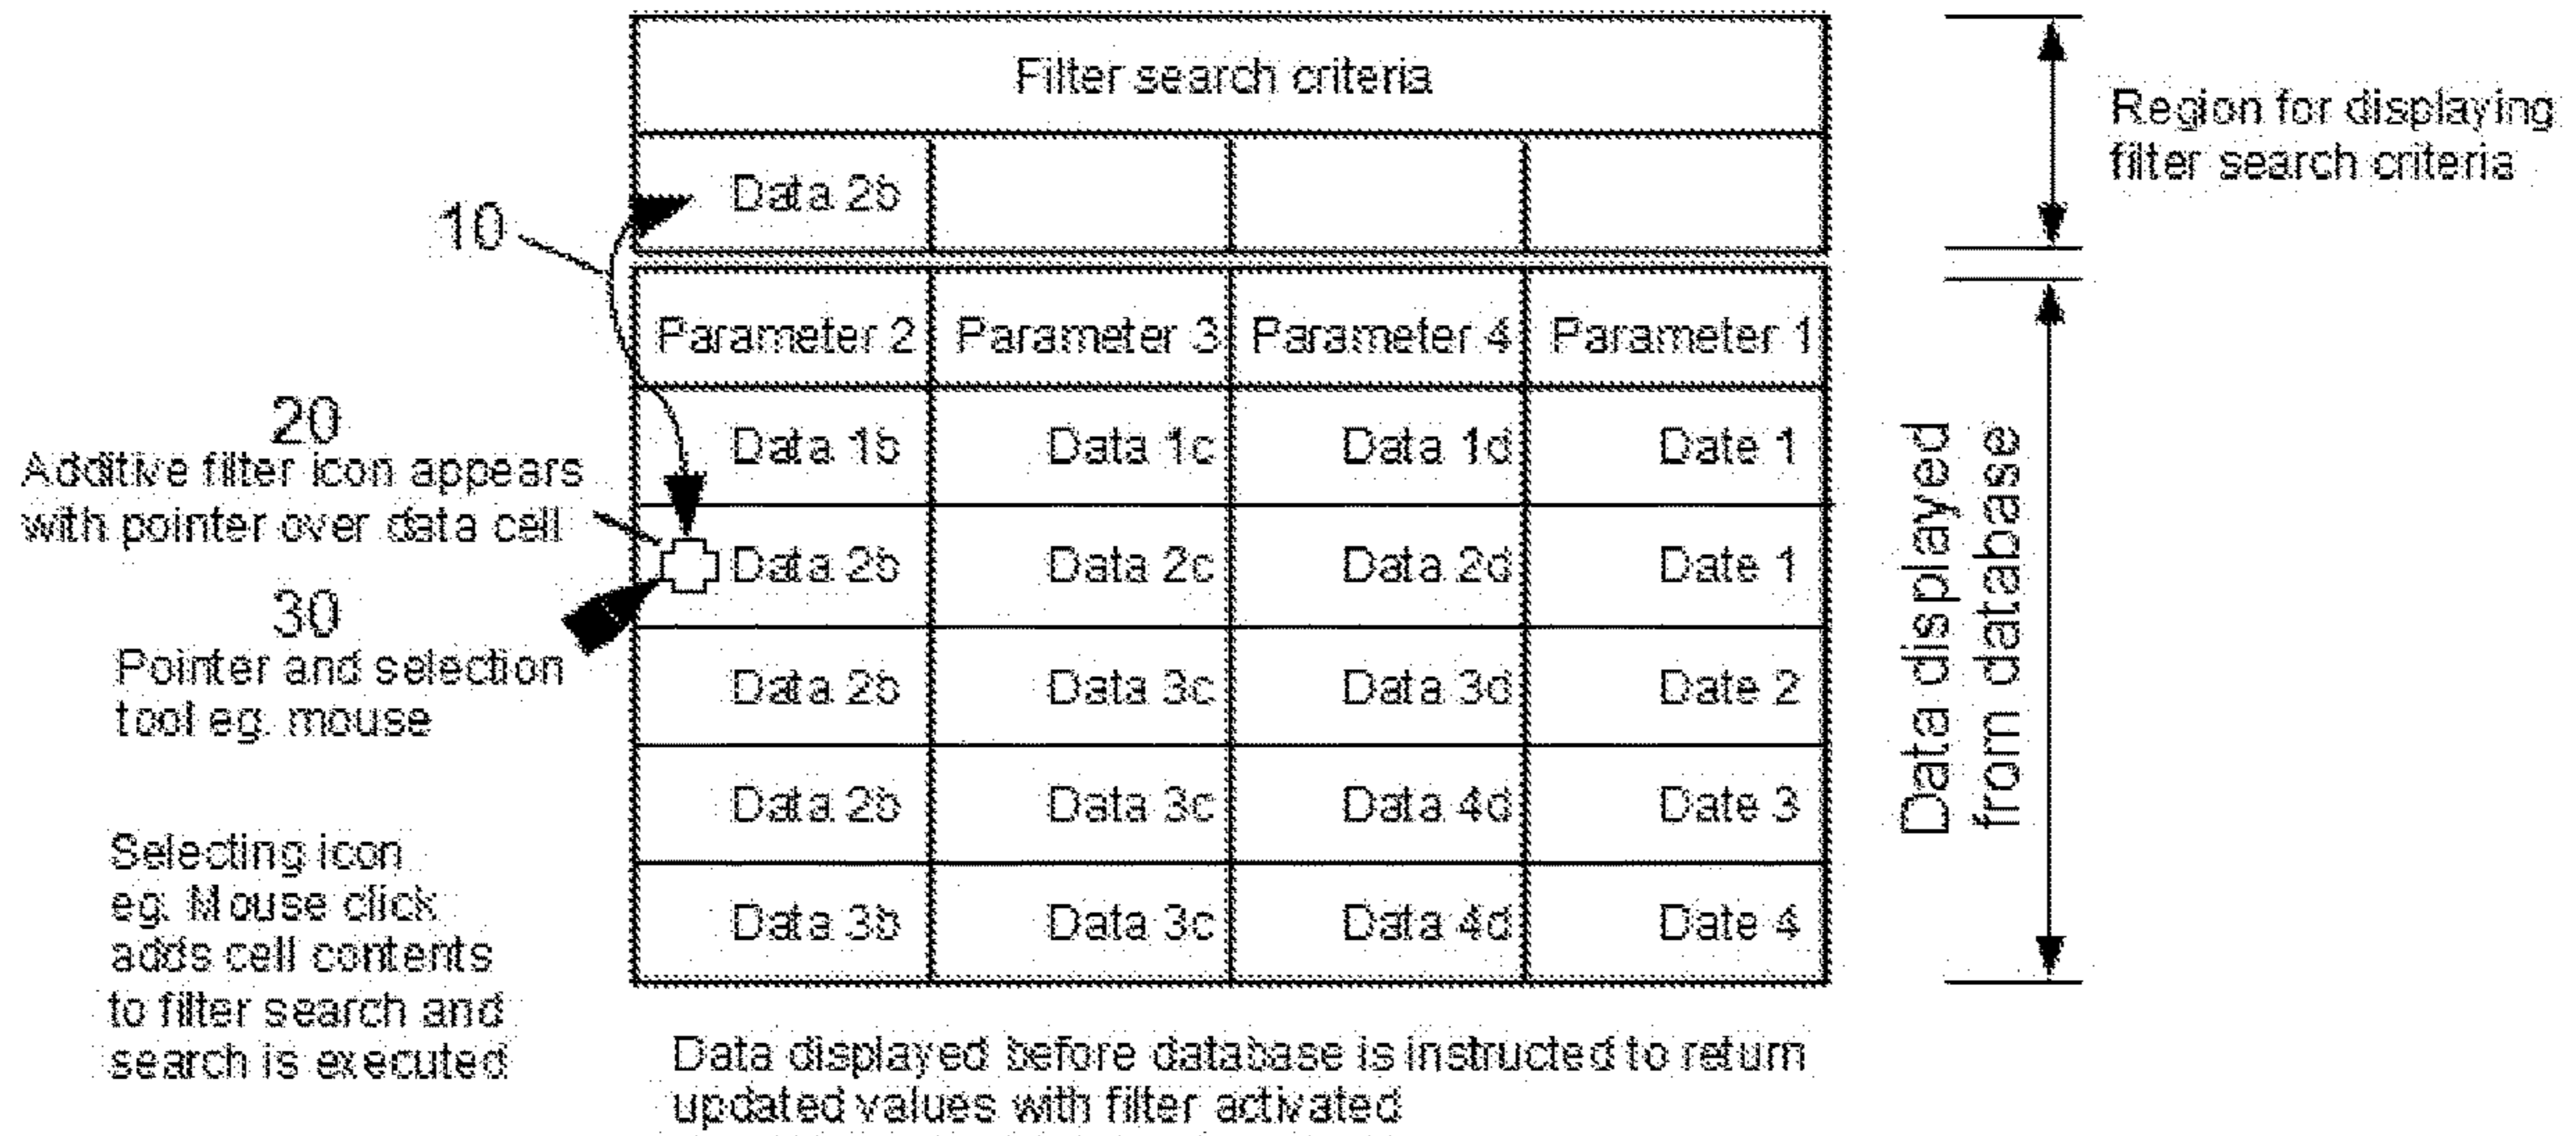 Filter search criteria
Region for displaying
filter search criteria
Data 2b
10
Parameter 2 Parameter 3 Parameter 4 Parameter 1
20
Additive filter icon appears
with pointer over data cell
Data 1b Data 1c Data 1d Date 1
Data 2b Data 2c Data 2d Date 1
30
Pointer and selection
tool eg. mouse
Data 2b Data 3c Data 3d Date 2
Data 2b Data 3c Data 4d Date 3
Data 3b Data 3c Data 4d Date 4
Data displayed
from database
Selecting icon
eg. Mouse click
adds cell contents
to filter search and
search is executed
Data displayed before database is instructed to return
updated values with filter activated